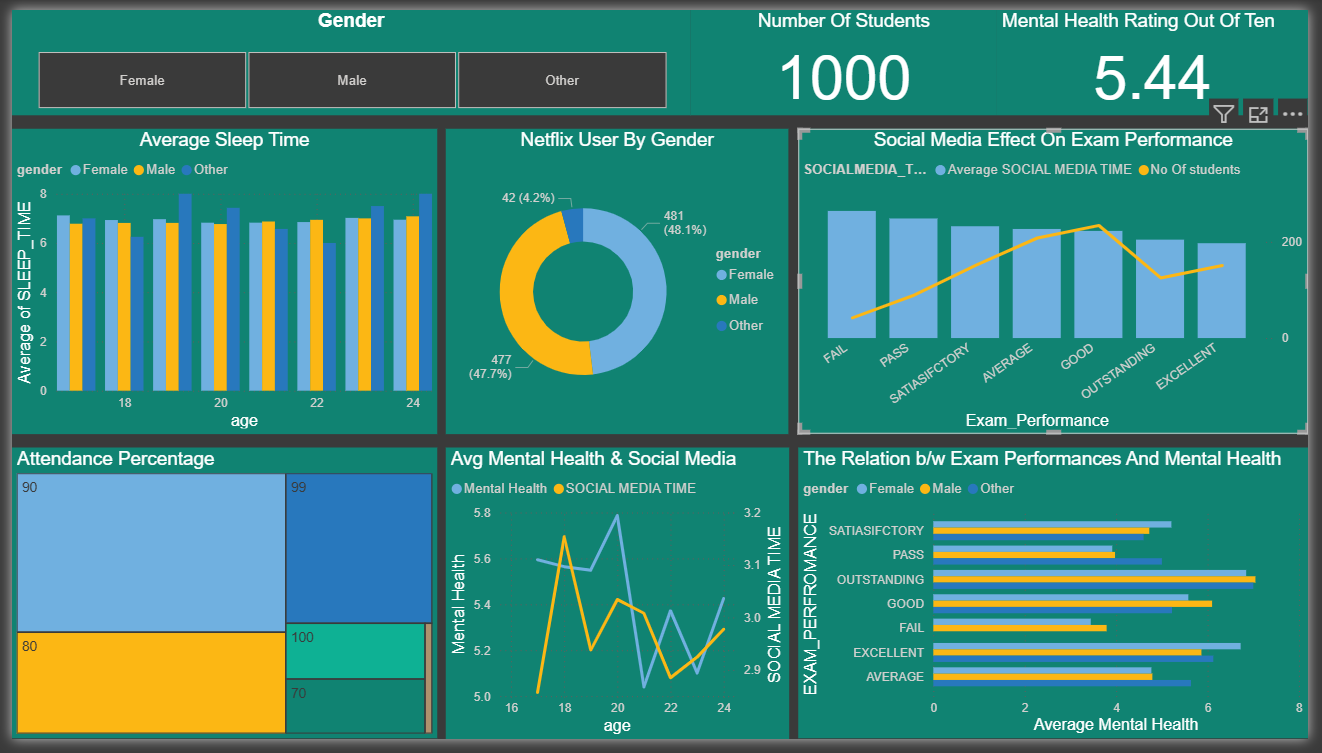 Gender
Female
Male
Other
Number Of Students
1000
Mental Health Rating Out Of Ten
5.44
Average Sleep Time
gender Female Male Other
Average of SLEEP_TIME
8
6
4
2
0
18 20 22 24
age
Netflix User By Gender
42 (4.2%)
481
(48.1%)
477
(47.7%)
gender
Female
Male
Other
Social Media Effect On Exam Performance
SOCIALMEDIA_T... Average SOCIAL MEDIA TIME No Of students
200
0
FAIL
PASS
SATIASIFCTORY
AVERAGE
GOOD
OUTSTANDING
EXCELLENT
Exam_Performance
Attendance Percentage
90
99
80
100
70
Avg Mental Health & Social Media
Mental Health SOCIAL MEDIA TIME
Mental Health
5.8
5.6
5.4
5.2
5.0
3.2
3.1
3.0
2.9
SOCIAL MEDIA TIME
16 18 20 22 24
age
The Relation b/w Exam Performances And Mental Health
gender Female Male Other
EXAM_PERFROMANCE
SATIASIFCTORY
PASS
OUTSTANDING
GOOD
FAIL
EXCELLENT
AVERAGE
0 2 4 6 8
Average Mental Health